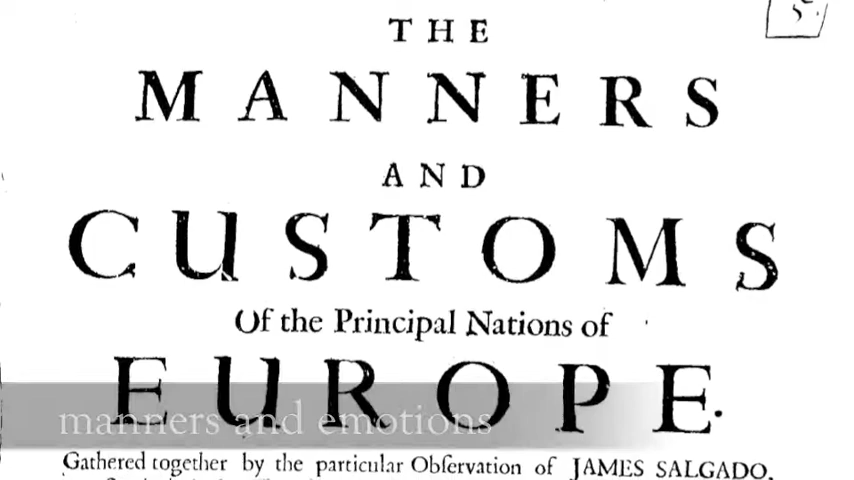 THE
MANNERS
AND
CUSTOMS
Of the Principal Nations of
EUROPE.
manners and emotions
Gathered together by the particular Obſervation of JAMES SALGADO,